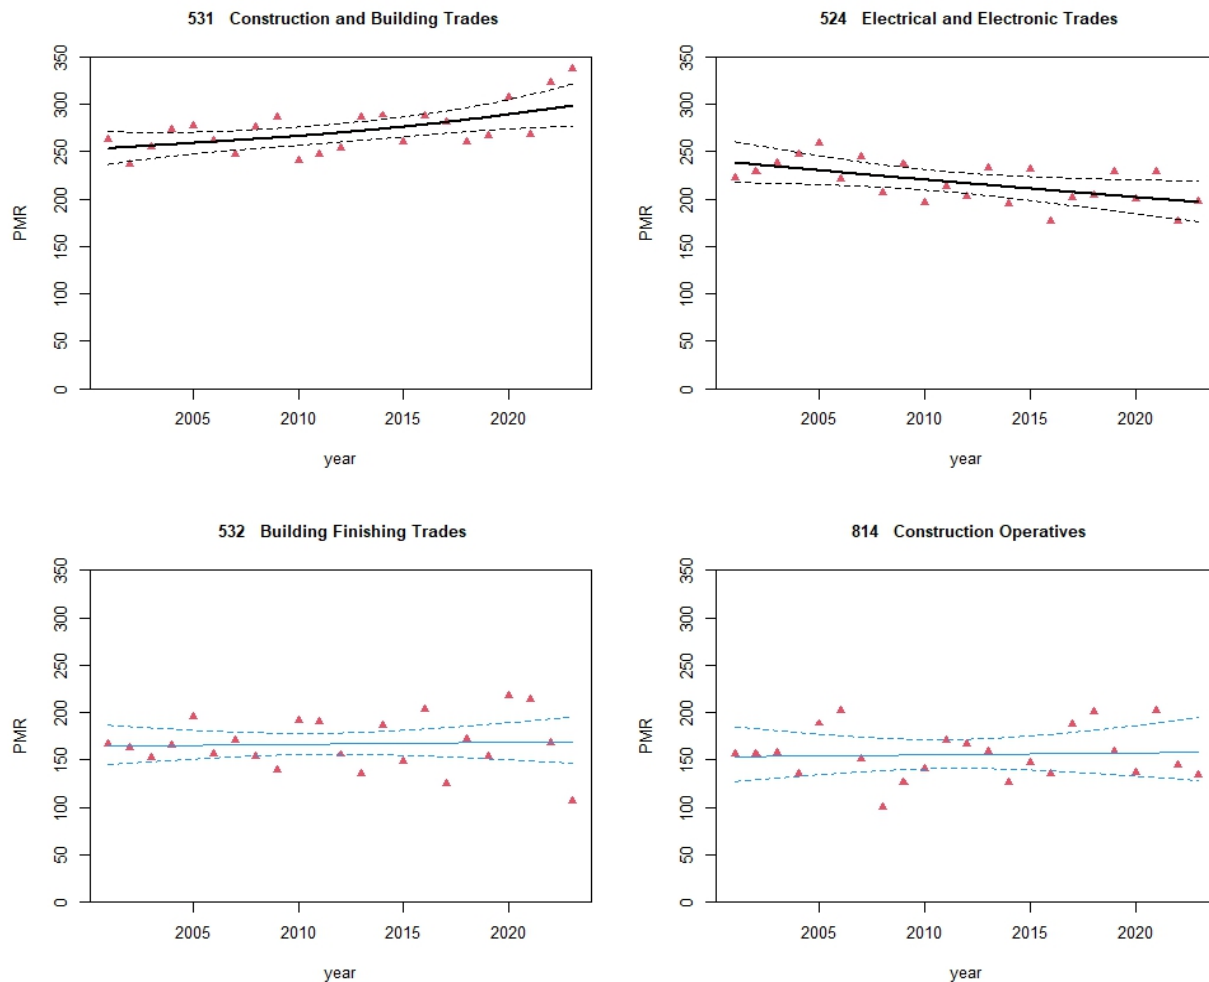 531 Construction and Building Trades
350
300
250
200
150
100
50
0
PMR
2005 2010 2015 2020
year
524 Electrical and Electronic Trades
350
300
250
200
150
100
50
0
PMR
2005 2010 2015 2020
year
532 Building Finishing Trades
350
300
250
200
150
100
50
0
PMR
2005 2010 2015 2020
year
814 Construction Operatives
350
300
250
200
150
100
50
0
PMR
2005 2010 2015 2020
year